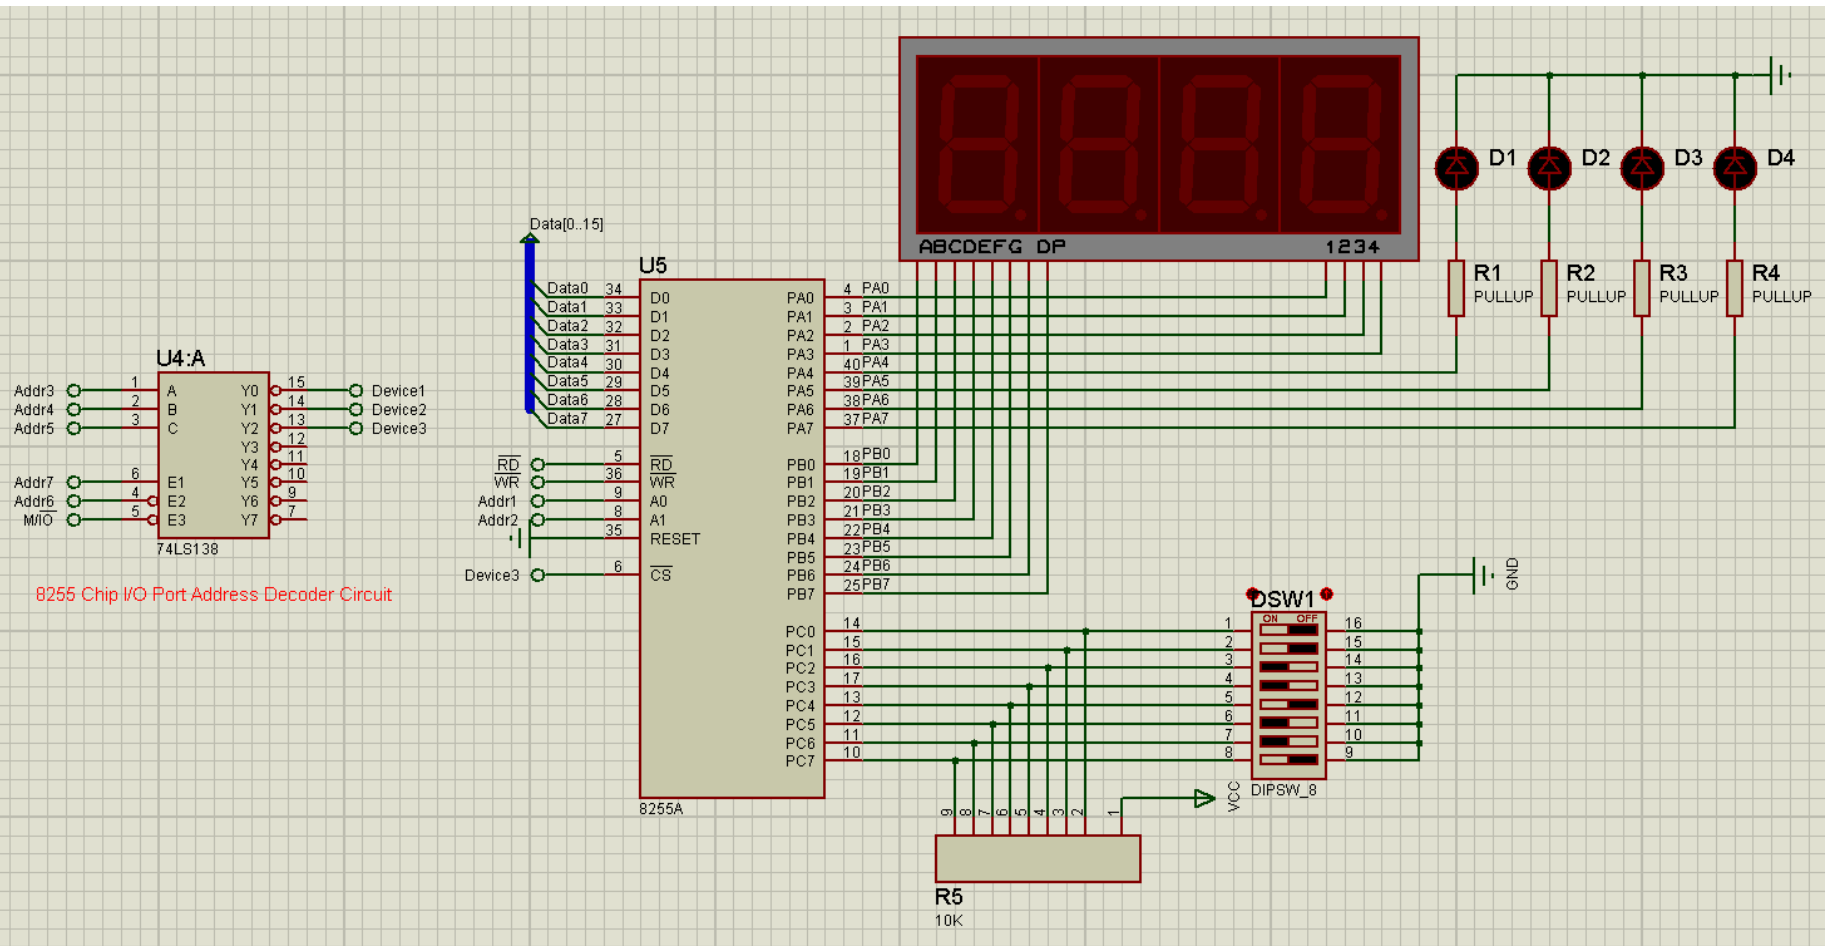 ABCDEFG DP
1234
D1
D2
D3
D4
R1
PULLUP
R2
PULLUP
R3
PULLUP
R4
PULLUP
Data[0..15]
U5
Data0 34 D0
Data1 33 D1
Data2 32 D2
Data3 31 D3
Data4 30 D4
Data5 29 D5
Data6 28 D6
Data7 27 D7
RD 5 RD
WR 36 WR
Addr1 9 A0
Addr2 8 A1
35 RESET
Device3 6 CS
PA0 4 PA0
PA1 3 PA1
PA2 2 PA2
PA3 1 PA3
PA4 40 PA4
PA5 39 PA5
PA6 38 PA6
PA7 37 PA7
PB0 18 PB0
PB1 19 PB1
PB2 20 PB2
PB3 21 PB3
PB4 22 PB4
PB5 23 PB5
PB6 24 PB6
PB7 25 PB7
PC0 14
PC1 15
PC2 16
PC3 17
PC4 13
PC5 12
PC6 11
PC7 10
8255A
U4:A
Addr3 1 A Y0 15 Device1
Addr4 2 B Y1 14 Device2
Addr5 3 C Y2 13 Device3
Y3 12
Y4 11
Addr7 6 E1 Y5 10
Addr6 4 E2 Y6 9
M/IO 5 E3 Y7 7
74LS138
8255 Chip I/O Port Address Decoder Circuit
GND
DSW1
ON OFF
1 16
2 15
3 14
4 13
5 12
6 11
7 10
8 9
DIPSW_8
VCC
9 8 7 6 5 4 3 2 1
R5
10K